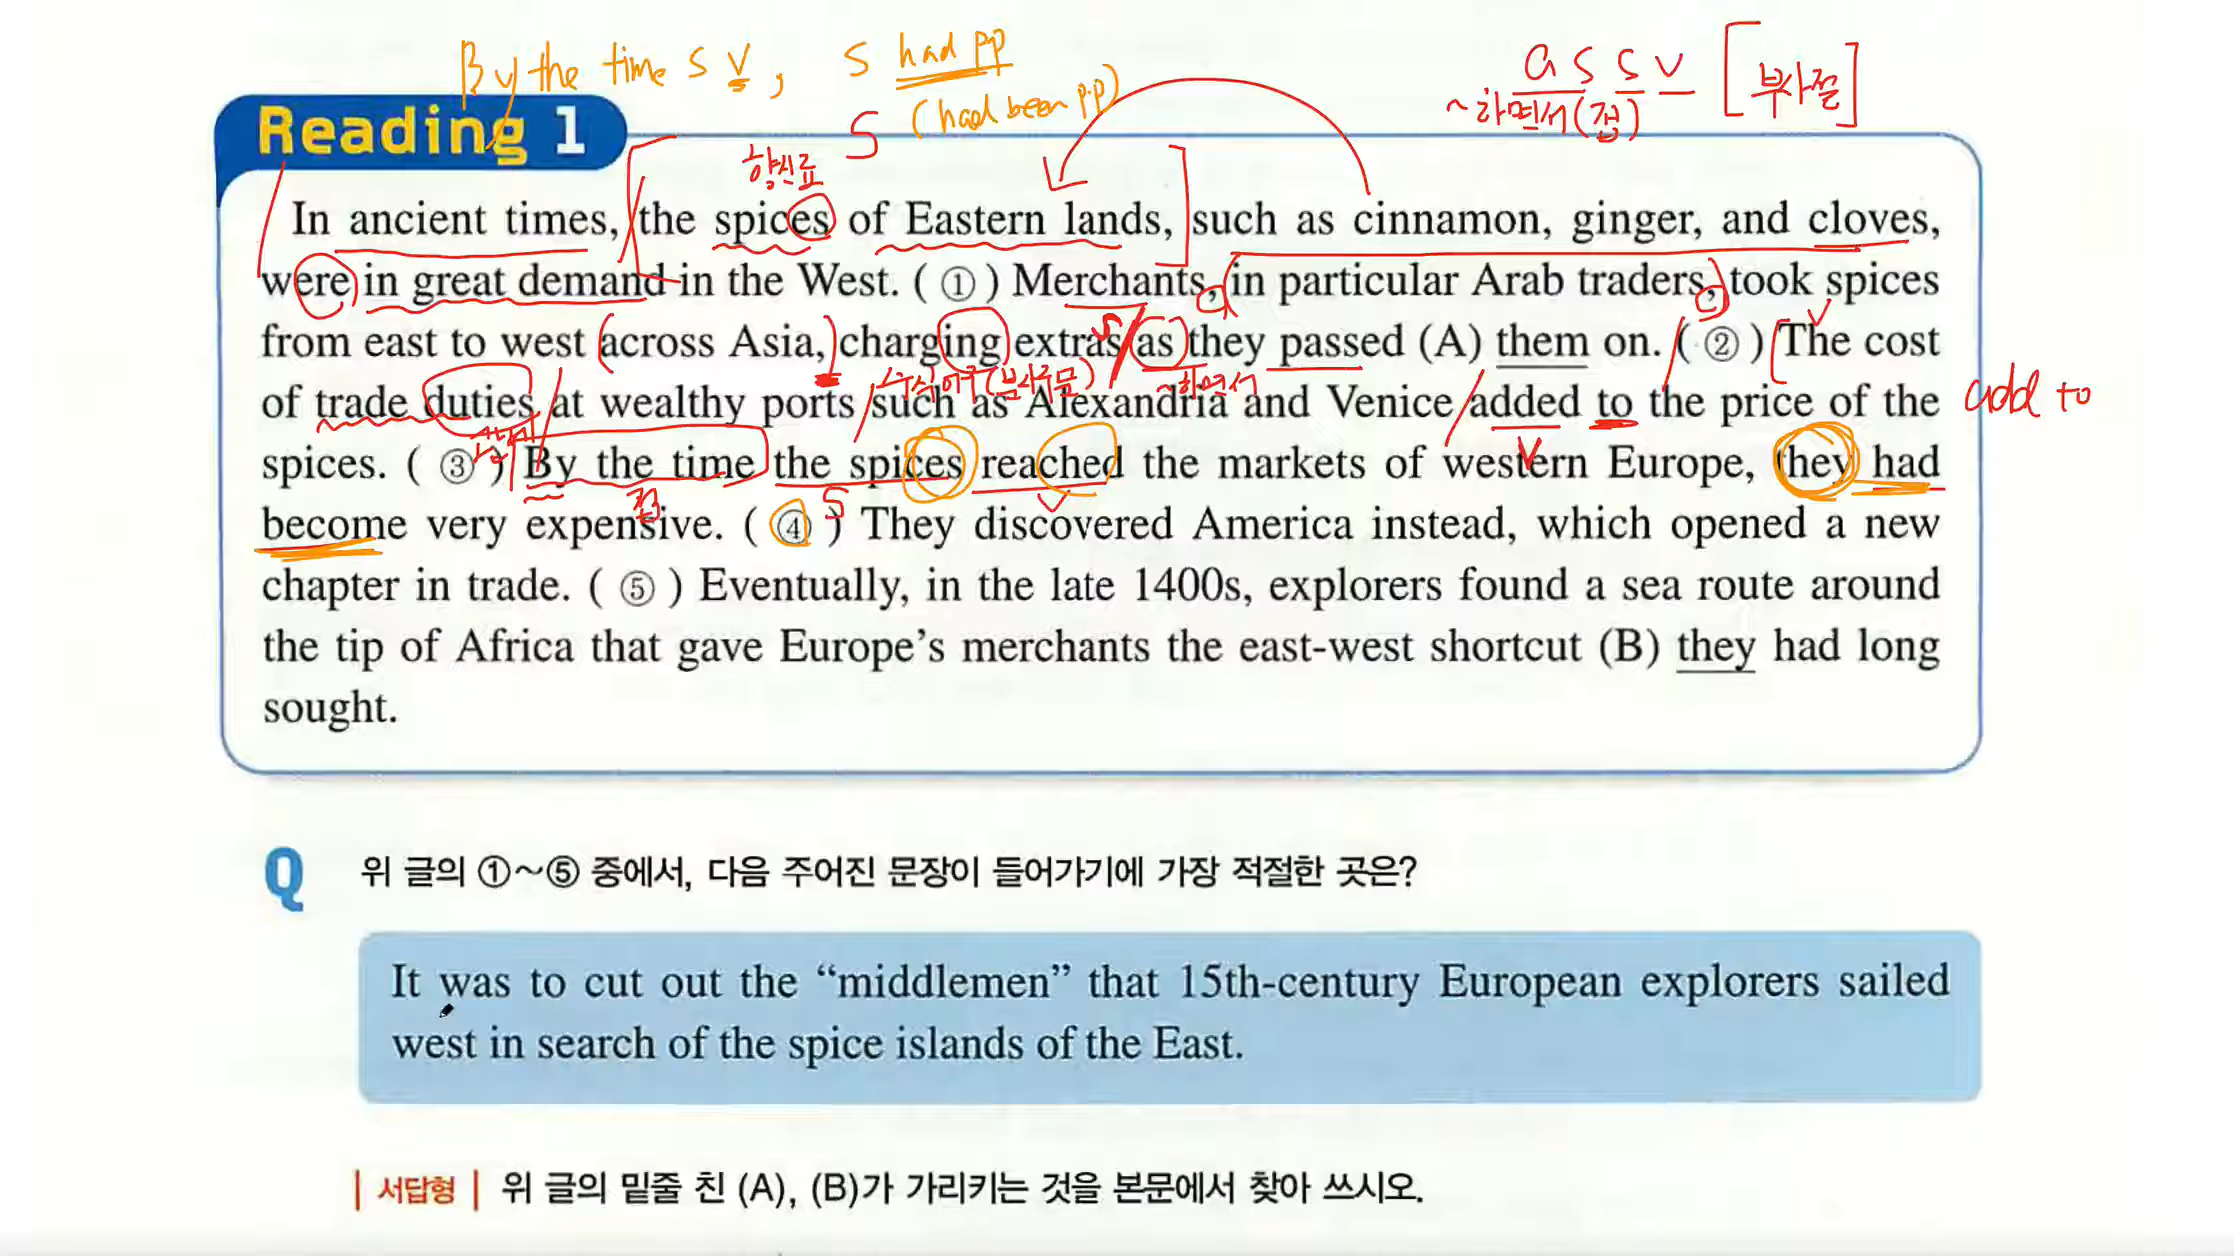 By the time S V, S had pp
a s S V [부사절]
(had been p.p)
~하면서(접)
Reading 1
S
향신료
In ancient times, the spices of Eastern lands, such as cinnamon, ginger, and cloves,
were in great demand in the West. ( ① ) Merchants, in particular Arab traders, took spices
from east to west across Asia, charging extras as they passed (A) them on. ( ② ) The cost
~하면서
of trade duties at wealthy ports such as Alexandria and Venice added to the price of the add to
spices. ( ③ ) By the time the spices reached the markets of western Europe, they had
접 S V
become very expensive. ( ④ ) They discovered America instead, which opened a new
chapter in trade. ( ⑤ ) Eventually, in the late 1400s, explorers found a sea route around
the tip of Africa that gave Europe’s merchants the east-west shortcut (B) they had long
sought.
Q 위 글의 ①~⑤ 중에서, 다음 주어진 문장이 들어가기에 가장 적절한 곳은?
It was to cut out the “middlemen” that 15th-century European explorers sailed
west in search of the spice islands of the East.
| 서답형 | 위 글의 밑줄 친 (A), (B)가 가리키는 것을 본문에서 찾아 쓰시오.